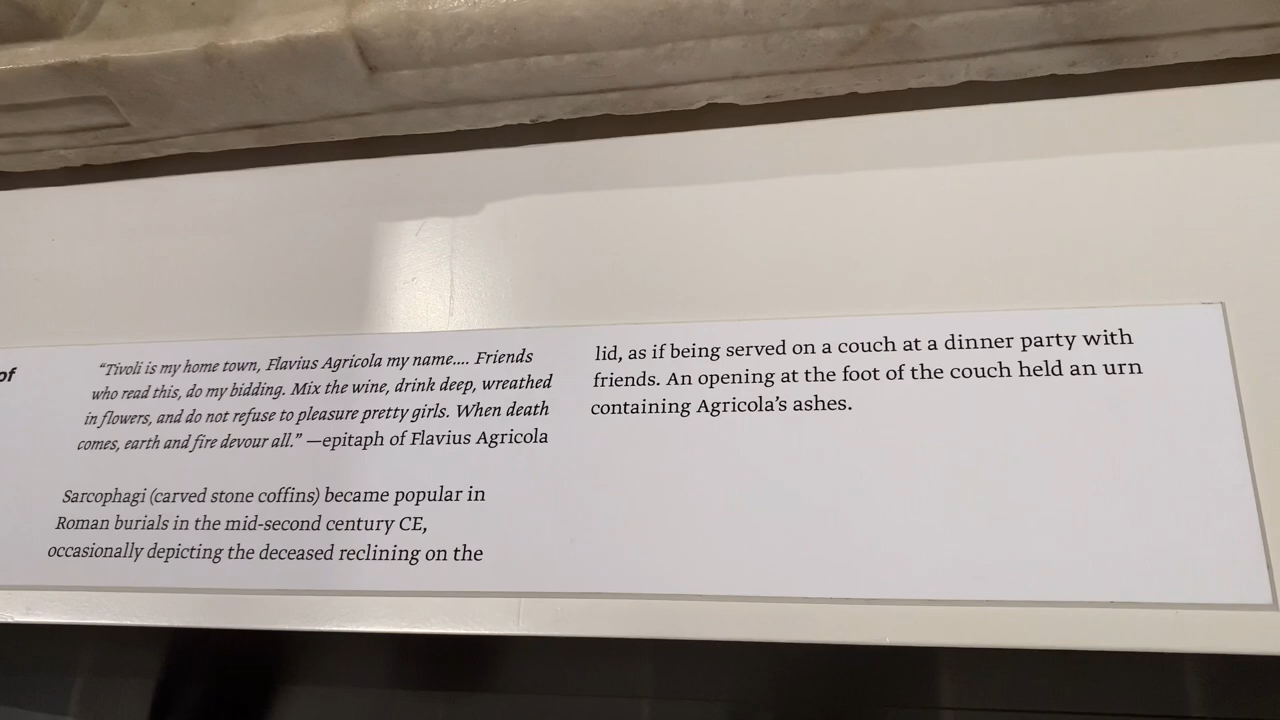 of
“Tivoli is my home town, Flavius Agricola my name.... Friends
who read this, do my bidding. Mix the wine, drink deep, wreathed
in flowers, and do not refuse to pleasure pretty girls. When death
comes, earth and fire devour all.” —epitaph of Flavius Agricola
Sarcophagi (carved stone coffins) became popular in
Roman burials in the mid-second century CE,
occasionally depicting the deceased reclining on the
lid, as if being served on a couch at a dinner party with
friends. An opening at the foot of the couch held an urn
containing Agricola’s ashes.